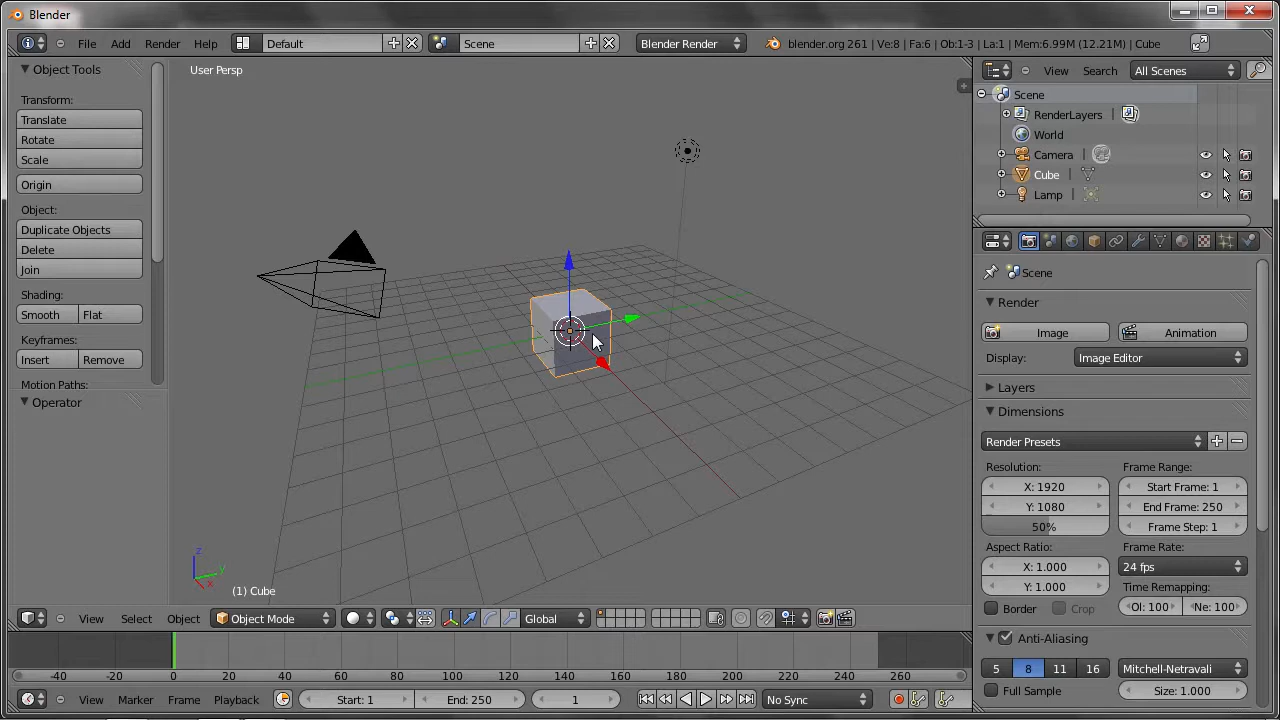 Blender
File Add Render Help Default Scene Blender Render blender.org 261 | Ve:8 | Fa:6 | Ob:1-3 | La:1 | Mem:6.99M (12.21M) | Cube
Object Tools
Transform:
Translate
Rotate
Scale
Origin
Object:
Duplicate Objects
Delete
Join
Shading:
Smooth Flat
Keyframes:
Insert Remove
Motion Paths:
Operator
User Persp
z
y
x
(1) Cube
View Select Object Object Mode Global
-40 -20 0 20 40 60 80 100 120 140 160 180 200 220 240 260
View Marker Frame Playback Start: 1 End: 250 1 No Sync
View Search All Scenes
Scene
RenderLayers
World
Camera
Cube
Lamp
Scene
Render
Image Animation
Display: Image Editor
Layers
Dimensions
Render Presets
Resolution: Frame Range:
X: 1920 Start Frame: 1
Y: 1080 End Frame: 250
50% Frame Step: 1
Aspect Ratio: Frame Rate:
X: 1.000 24 fps
Y: 1.000 Time Remapping:
Border Crop Ol: 100 Ne: 100
Anti-Aliasing
5 8 11 16 Mitchell-Netravali
Full Sample Size: 1.000